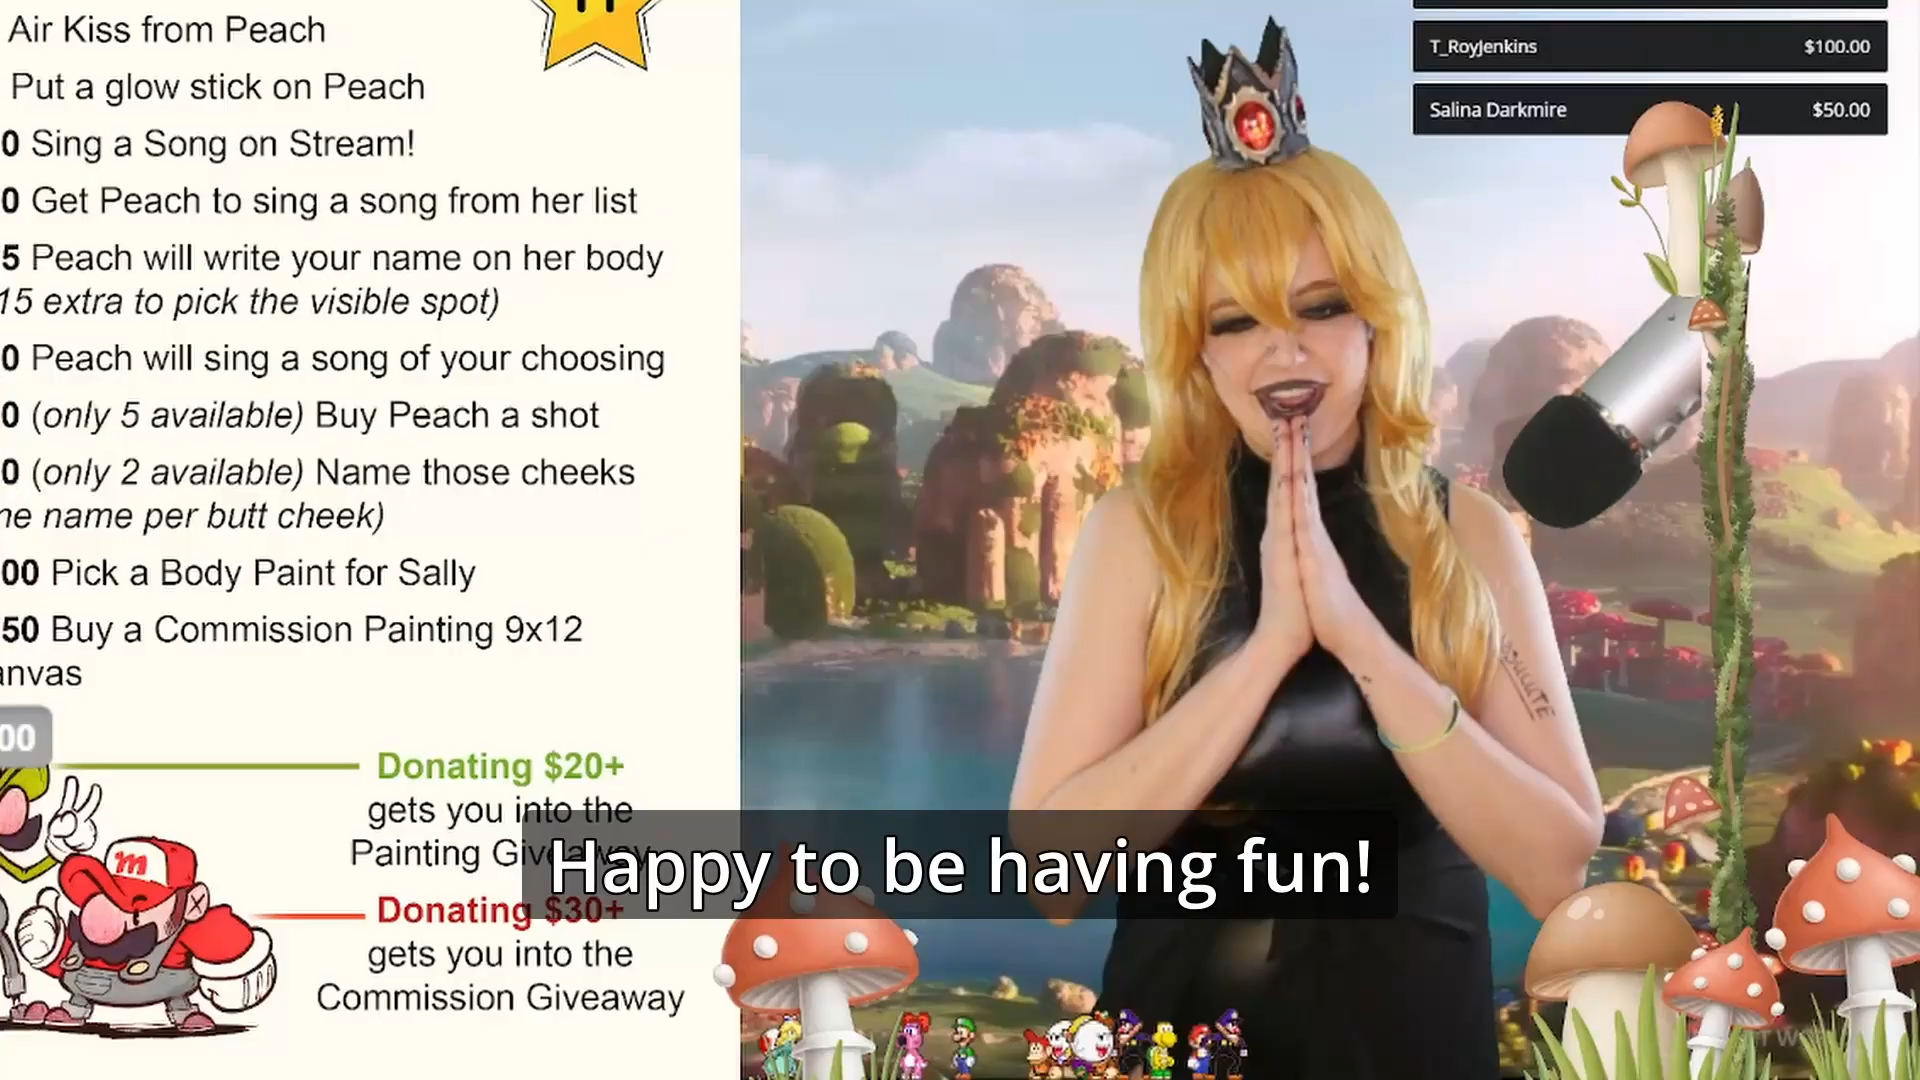 Air Kiss from Peach
Put a glow stick on Peach
0 Sing a Song on Stream!
0 Get Peach to sing a song from her list
5 Peach will write your name on her body
15 extra to pick the visible spot)
0 Peach will sing a song of your choosing
0 (only 5 available) Buy Peach a shot
0 (only 2 available) Name those cheeks
ne name per butt cheek)
00 Pick a Body Paint for Sally
50 Buy a Commission Painting 9x12
anvas
00
Donating $20+
gets you into the
Painting Giveaway
Donating $30+
gets you into the
Commission Giveaway
m
T_RoyJenkins $100.00
Salina Darkmire $50.00
Happy to be having fun!